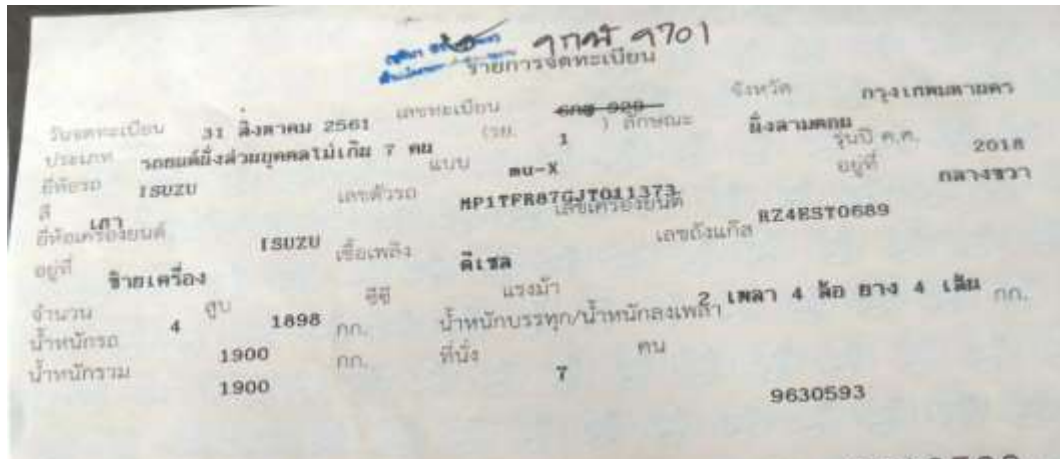 ๆกศ์ 9701
รายการจดทะเบียน
วันจดทะเบียน 31 สิงหาคม 2561 เลขทะเบียน 6กฐ 920 จังหวัด กรุงเทพมหานคร
ประเภท รถยนต์นั่งส่วนบุคคลไม่เกิน 7 คน (รย. 1 ) ลักษณะ นั่งสามตอน
ยี่ห้อรถ ISUZU แบบ mu-X รุ่นปี ค.ศ. 2018
สี เทา เลขตัวรถ MP1TFR87GJT011373 อยู่ที่ กลางขวา
ยี่ห้อเครื่องยนต์ ISUZU เลขเครื่องยนต์ RZ4EST0689
อยู่ที่ ซ้ายเครื่อง เชื้อเพลิง ดีเซล เลขถังแก๊ส
จำนวน 4 สูบ 1898 ซีซี แรงม้า 2 เพลา 4 ล้อ ยาง 4 เส้น
น้ำหนักรถ 1900 กก. น้ำหนักบรรทุก/น้ำหนักลงเพลา กก.
น้ำหนักรวม 1900 กก. ที่นั่ง 7 คน
9630593